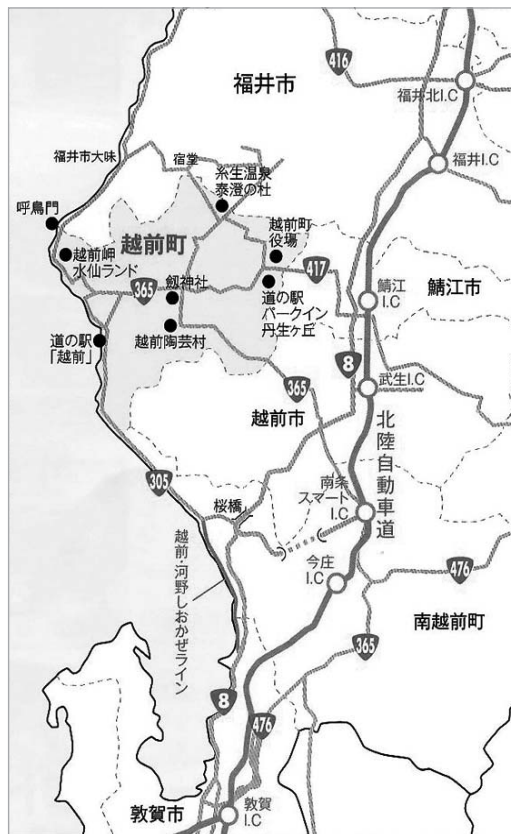 416
福井市
福井北I.C
福井市大味
宿堂
福井I.C
糸生温泉
泰澄の杜
呼鳥門
越前町
越前町
役場
越前岬
水仙ランド
417
365
劔神社
鯖江
I.C
鯖江市
道の駅
パークイン
丹生ヶ丘
道の駅
「越前」
越前陶芸村
8
365
武生I.C
越前市
北陸自動車道
305
南条
スマート
I.C
桜橋
越前・河野しおかぜライン
今庄
I.C
476
南越前町
365
8
476
敦賀市
敦賀
I.C